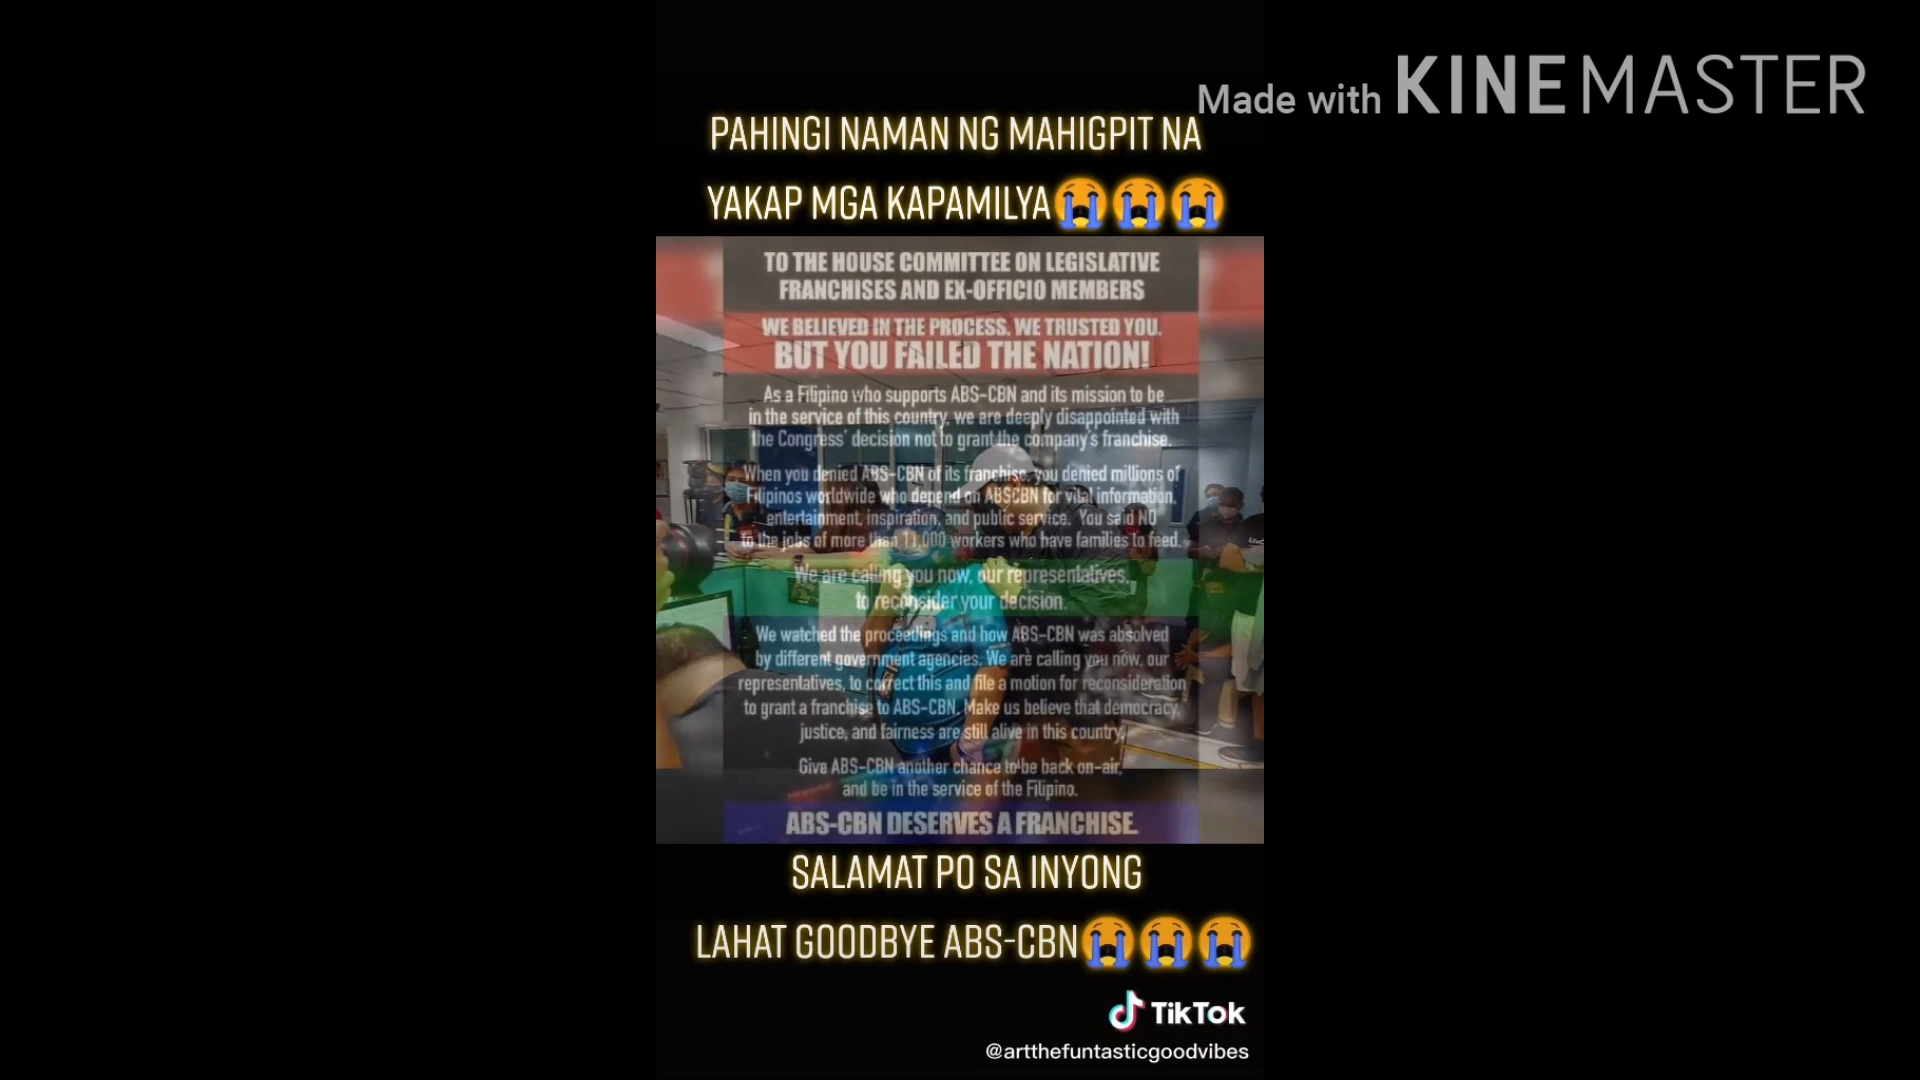 Made with KINEMASTER
PAHINGI NAMAN NG MAHIGPIT NA
YAKAP MGA KAPAMILYA😭😭😭
TO THE HOUSE COMMITTEE ON LEGISLATIVE
FRANCHISES AND EX-OFFICIO MEMBERS
WE BELIEVED IN THE PROCESS. WE TRUSTED YOU.
BUT YOU FAILED THE NATION!
As a Filipino who supports ABS-CBN and its mission to be
in the service of this country, we are deeply disappointed with
the Congress' decision not to grant the company's franchise.
When you denied ABS-CBN of its franchise, you denied millions of
Filipinos worldwide who depend on ABSCBN for vital information,
entertainment, inspiration, and public service. You said NO
to the jobs of more than 11,000 workers who have families to feed.
We are calling you now, our representatives,
to reconsider your decision.
We watched the proceedings and how ABS-CBN was absolved
by different government agencies. We are calling you now, our
representatives, to correct this and file a motion for reconsideration
to grant a franchise to ABS-CBN. Make us believe that democracy,
justice, and fairness are still alive in this country.
Give ABS-CBN another chance to be back on-air,
and be in the service of the Filipino.
ABS-CBN DESERVES A FRANCHISE.
SALAMAT PO SA INYONG
LAHAT GOODBYE ABS-CBN😭😭😭
TikTok
@artthefuntasticgoodvibes